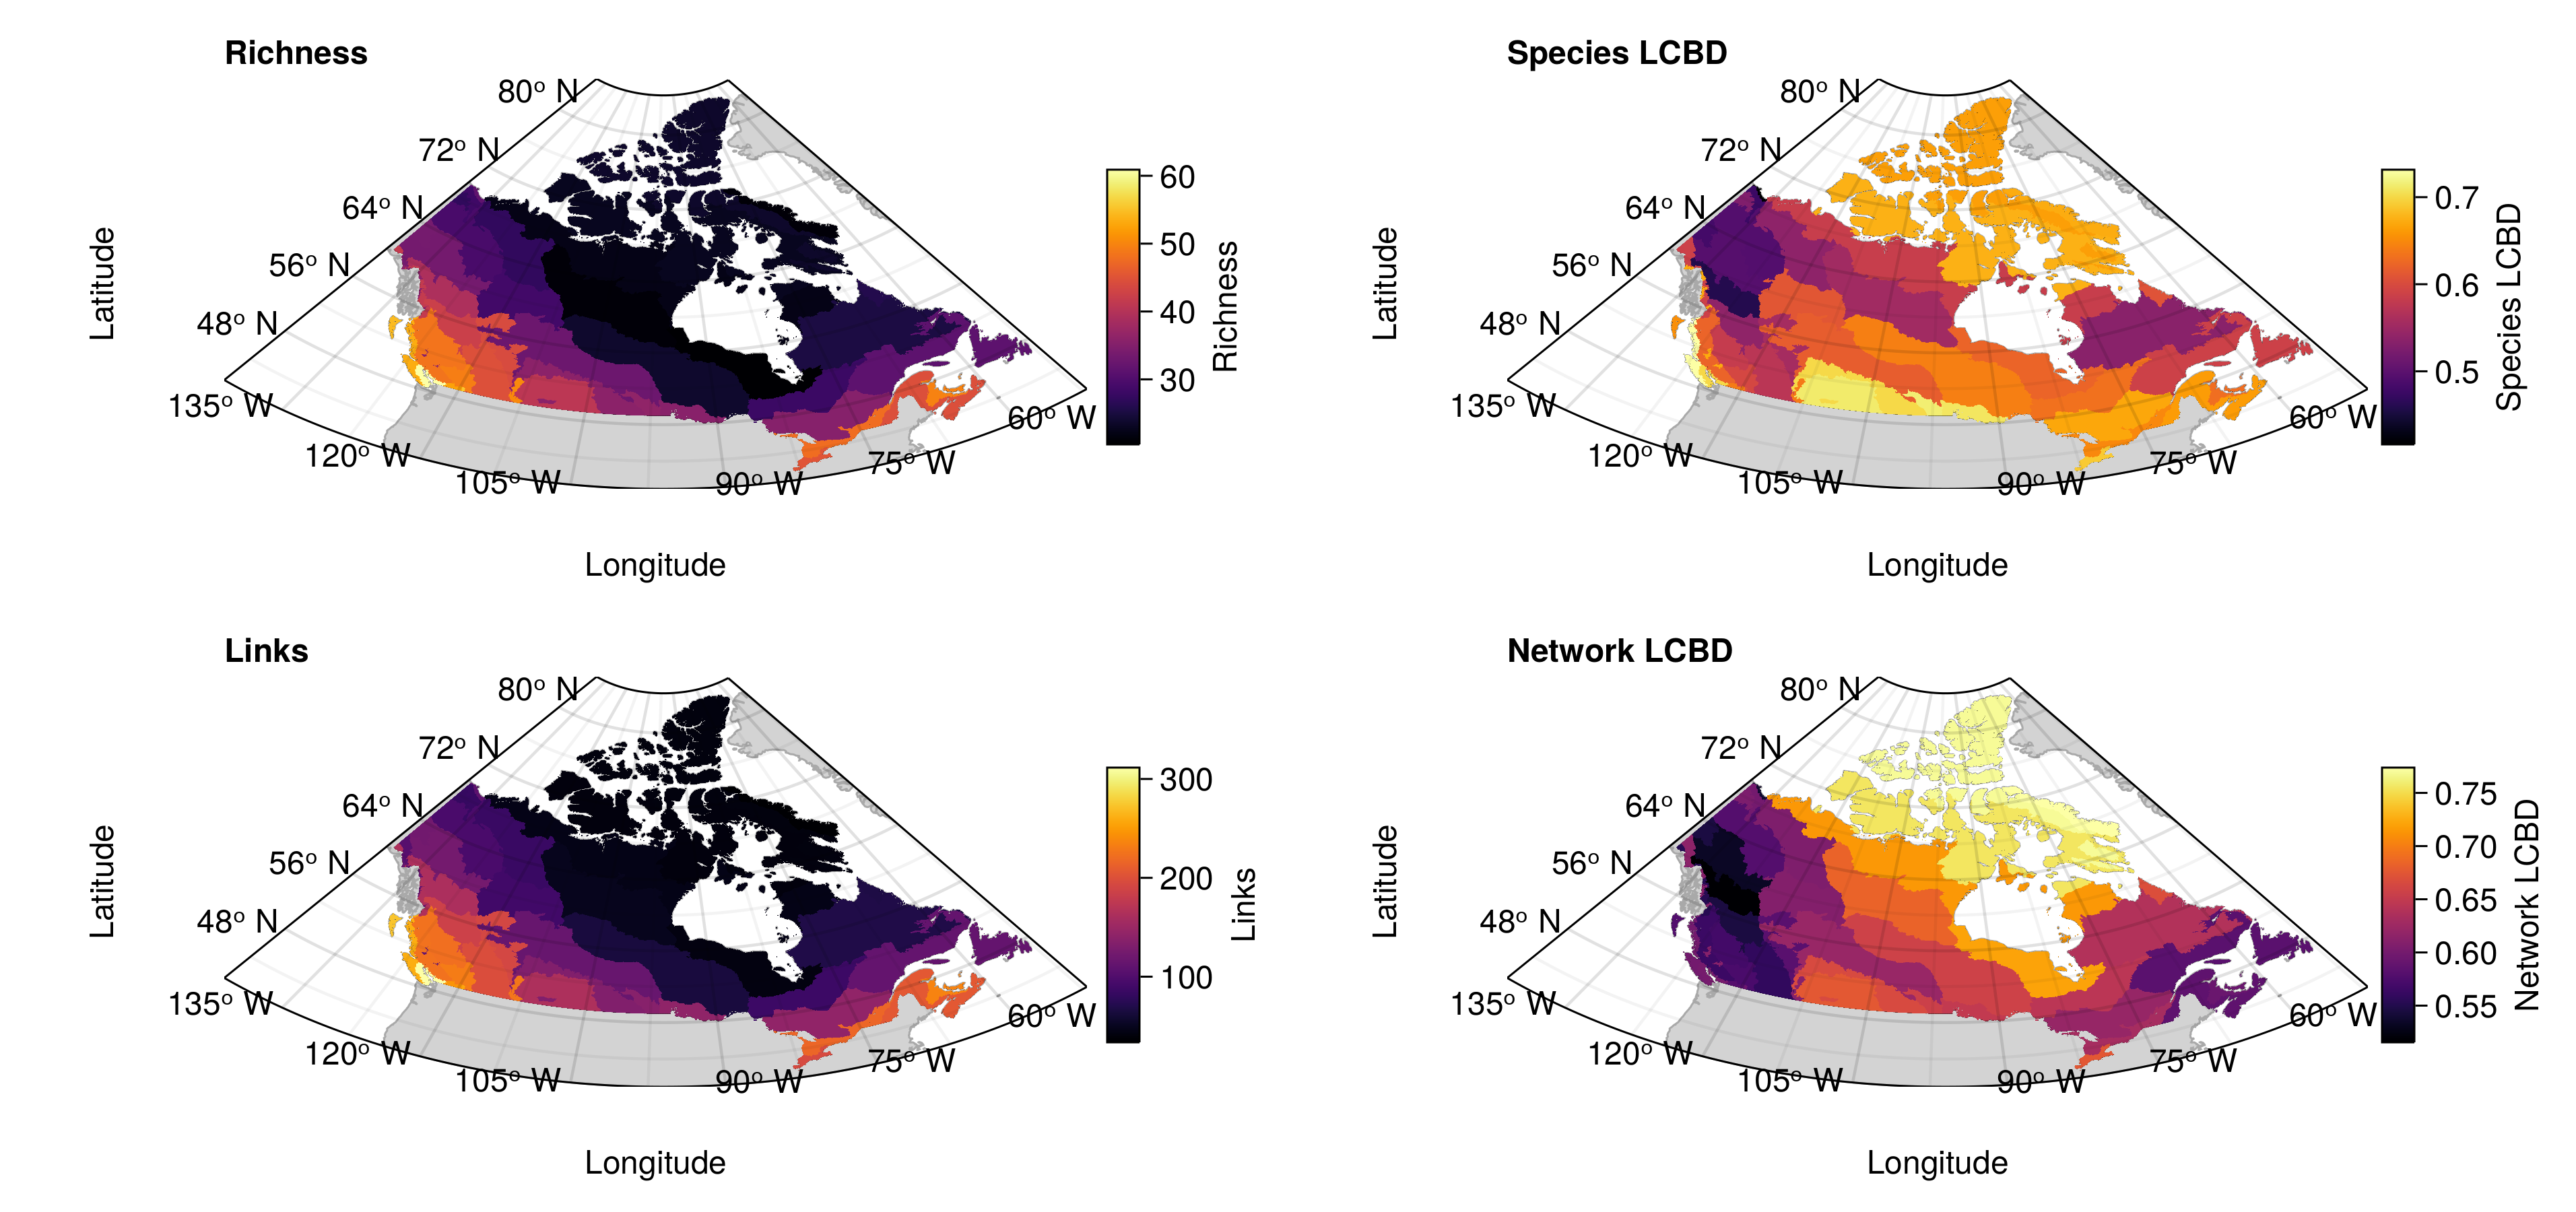 Richness
80° N
72° N
64° N
56° N
48° N
135° W
120° W
105° W
90° W
75° W
60° W
Latitude
Longitude
60
50
40
30
Richness
Species LCBD
80° N
72° N
64° N
56° N
48° N
135° W
120° W
105° W
90° W
75° W
60° W
Latitude
Longitude
0.7
0.6
0.5
Species LCBD
Links
80° N
72° N
64° N
56° N
48° N
135° W
120° W
105° W
90° W
75° W
60° W
Latitude
Longitude
300
200
100
Links
Network LCBD
80° N
72° N
64° N
56° N
48° N
135° W
120° W
105° W
90° W
75° W
60° W
Latitude
Longitude
0.75
0.70
0.65
0.60
0.55
Network LCBD